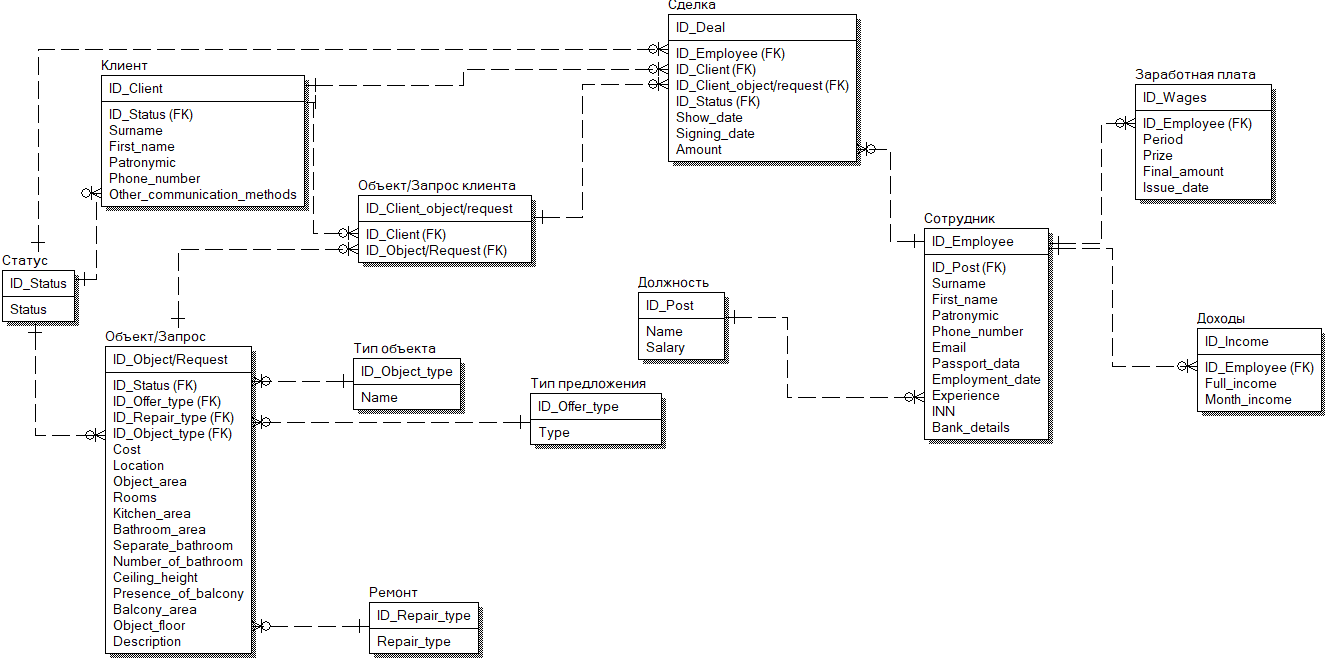 Сделка
ID_Deal
ID_Employee (FK)
ID_Client (FK)
ID_Client_object/request (FK)
ID_Status (FK)
Show_date
Signing_date
Amount
Клиент
ID_Client
ID_Status (FK)
Surname
First_name
Patronymic
Phone_number
Other_communication_methods
Заработная плата
ID_Wages
ID_Employee (FK)
Period
Prize
Final_amount
Issue_date
Объект/Запрос клиента
ID_Client_object/request
ID_Client (FK)
ID_Object/Request (FK)
Сотрудник
ID_Employee
ID_Post (FK)
Surname
First_name
Patronymic
Phone_number
Email
Passport_data
Employment_date
Experience
INN
Bank_details
Статус
ID_Status
Status
Должность
ID_Post
Name
Salary
Доходы
ID_Income
ID_Employee (FK)
Full_income
Month_income
Объект/Запрос
ID_Object/Request
ID_Status (FK)
ID_Offer_type (FK)
ID_Repair_type (FK)
ID_Object_type (FK)
Cost
Location
Object_area
Rooms
Kitchen_area
Bathroom_area
Separate_bathroom
Number_of_bathroom
Ceiling_height
Presence_of_balcony
Balcony_area
Object_floor
Description
Тип объекта
ID_Object_type
Name
Тип предложения
ID_Offer_type
Type
Ремонт
ID_Repair_type
Repair_type